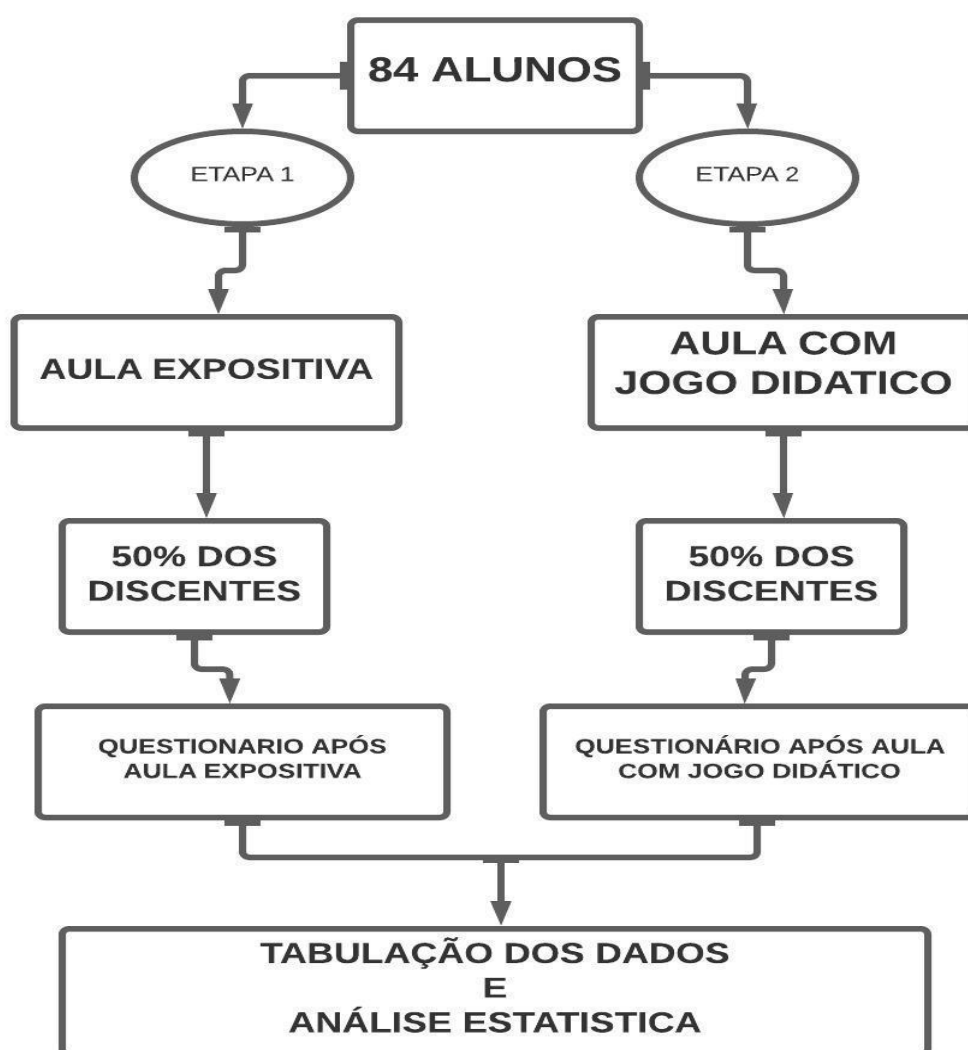 84 ALUNOS
ETAPA 1
ETAPA 2
AULA EXPOSITIVA
AULA COM
JOGO DIDATICO
50% DOS
DISCENTES
50% DOS
DISCENTES
QUESTIONARIO APÓS
AULA EXPOSITIVA
QUESTIONÁRIO APÓS AULA
COM JOGO DIDÁTICO
TABULAÇÃO DOS DADOS
E
ANÁLISE ESTATISTICA